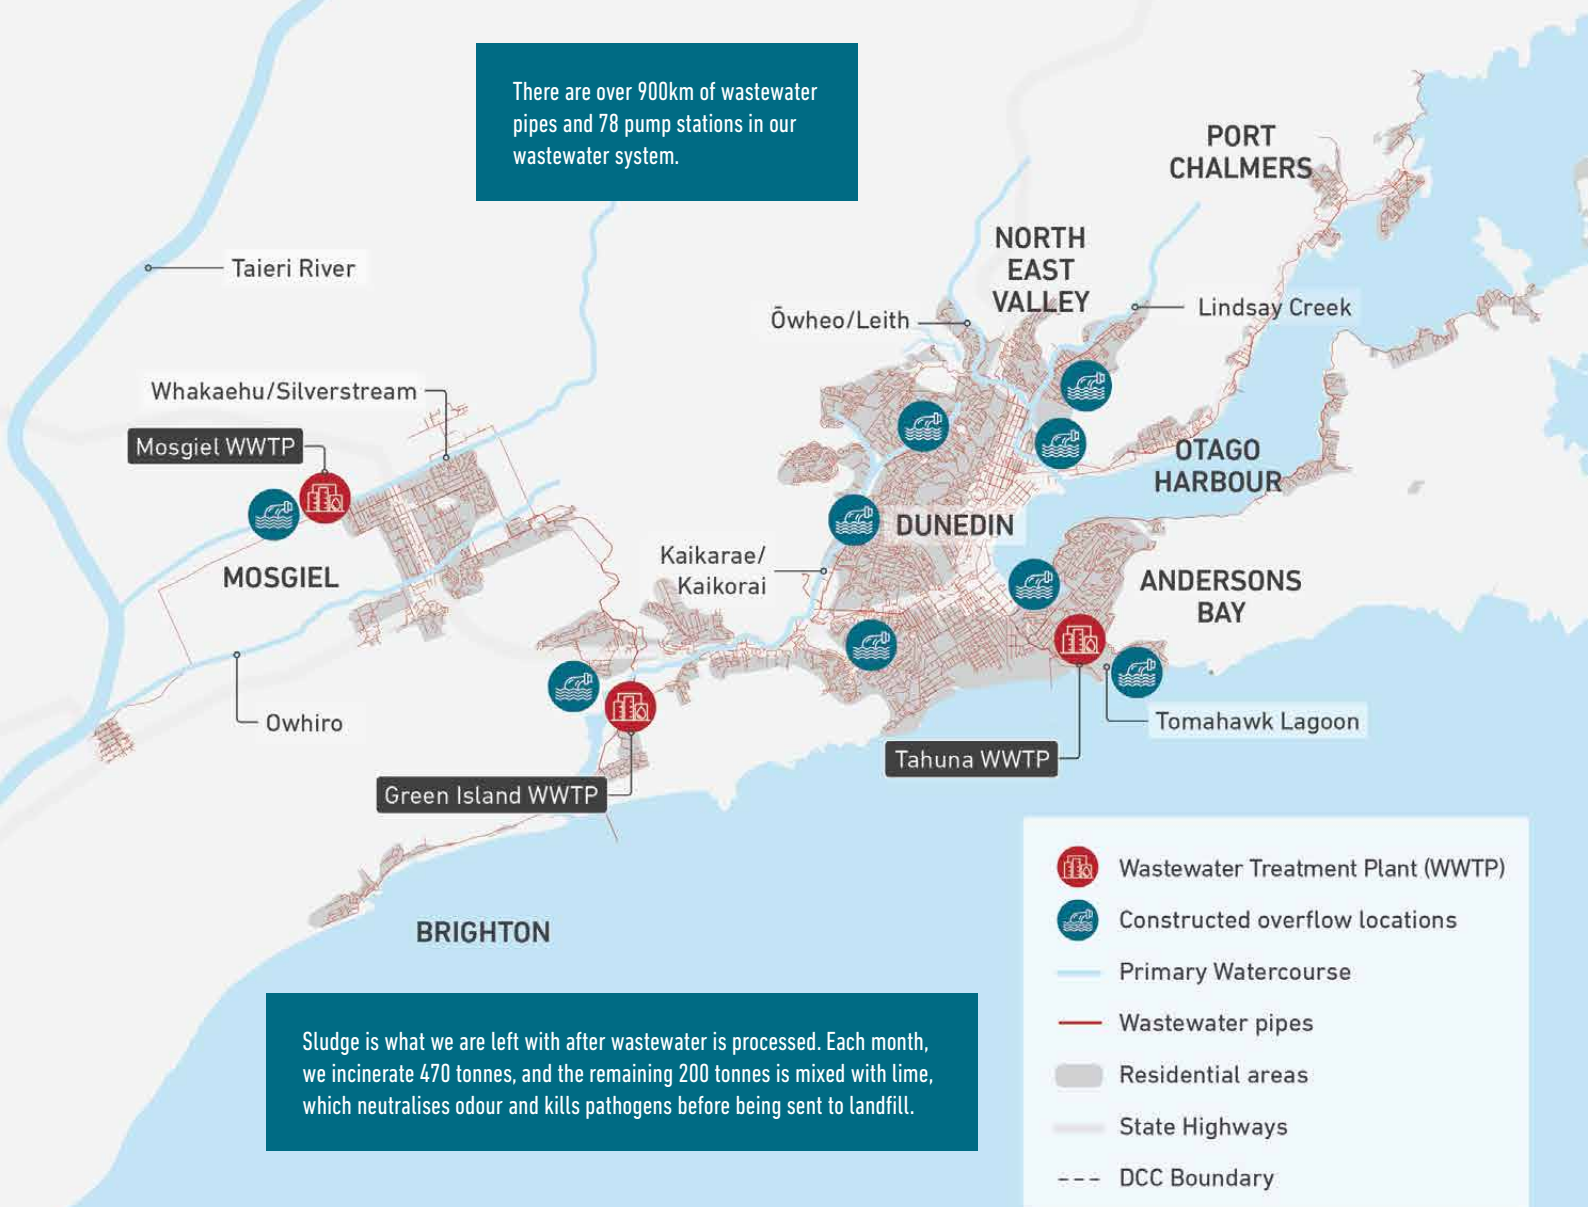 There are over 900km of wastewater
pipes and 78 pump stations in our
wastewater system.
PORT
CHALMERS
NORTH
EAST
VALLEY
Taieri River
Ōwheo/Leith
Lindsay Creek
Whakaehu/Silverstream
Mosgiel WWTP
OTAGO
HARBOUR
DUNEDIN
MOSGIEL
Kaikarae/
Kaikorai
ANDERSONS
BAY
Owhiro
Tomahawk Lagoon
Tahuna WWTP
Green Island WWTP
BRIGHTON
Wastewater Treatment Plant (WWTP)
Constructed overflow locations
Primary Watercourse
Wastewater pipes
Residential areas
State Highways
DCC Boundary
Sludge is what we are left with after wastewater is processed. Each month,
we incinerate 470 tonnes, and the remaining 200 tonnes is mixed with lime,
which neutralises odour and kills pathogens before being sent to landfill.